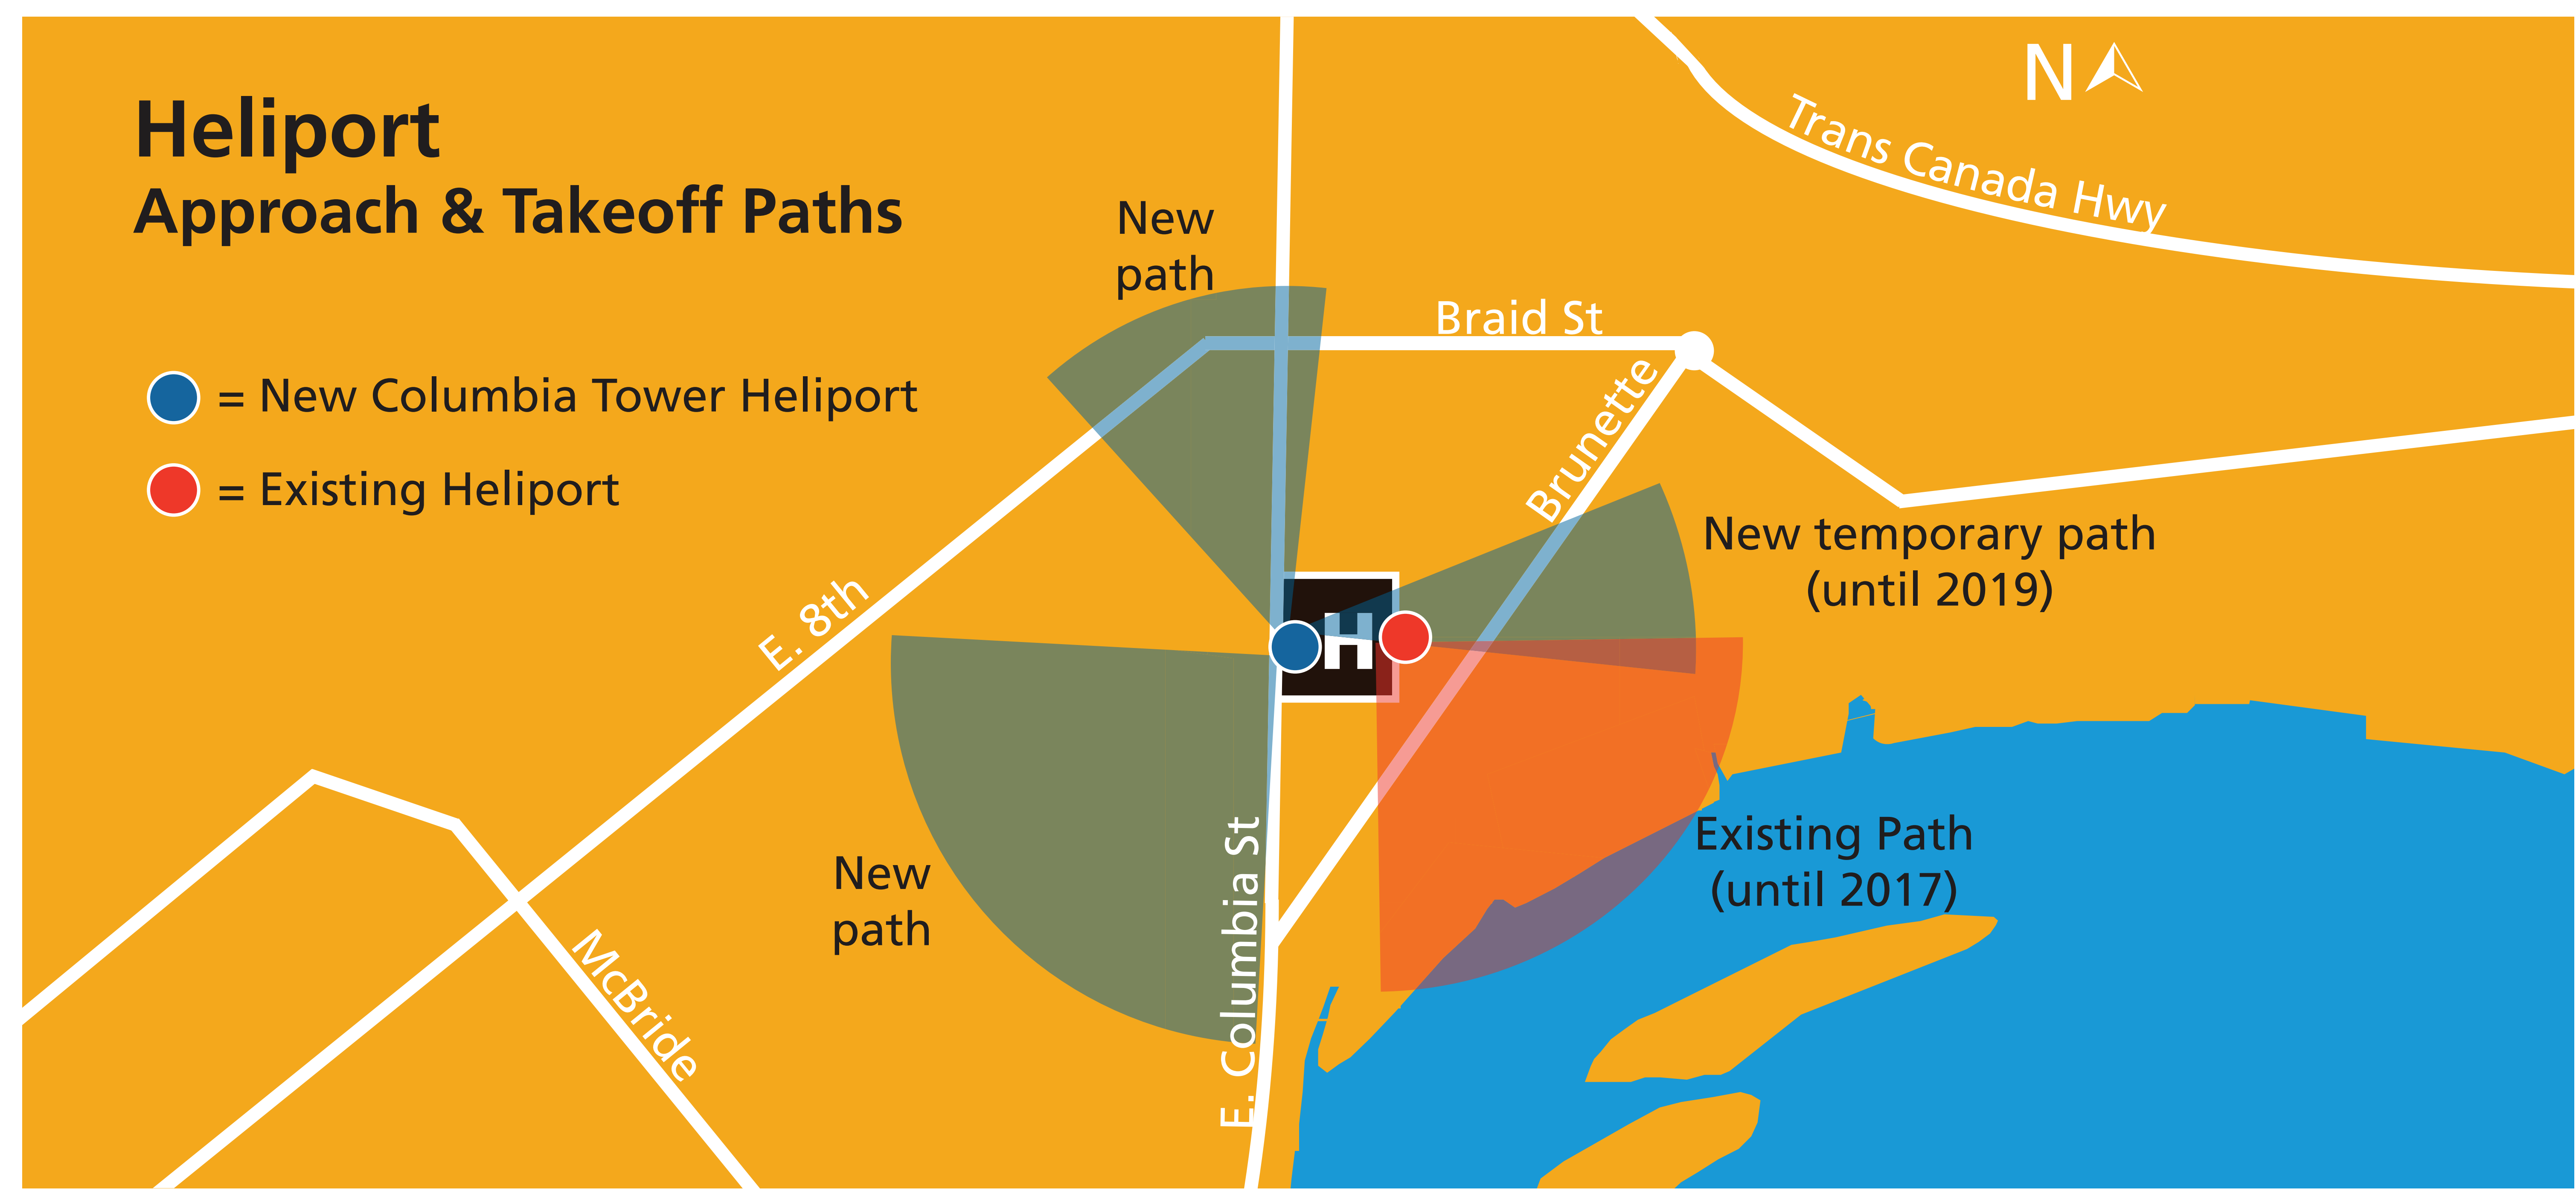 Heliport
Approach & Takeoff Paths
= New Columbia Tower Heliport
= Existing Heliport
N
Trans Canada Hwy
New
path
Braid St
Brunette
New temporary path
(until 2019)
E. 8th
H
Existing Path
(until 2017)
New
path
E. Columbia St
McBride